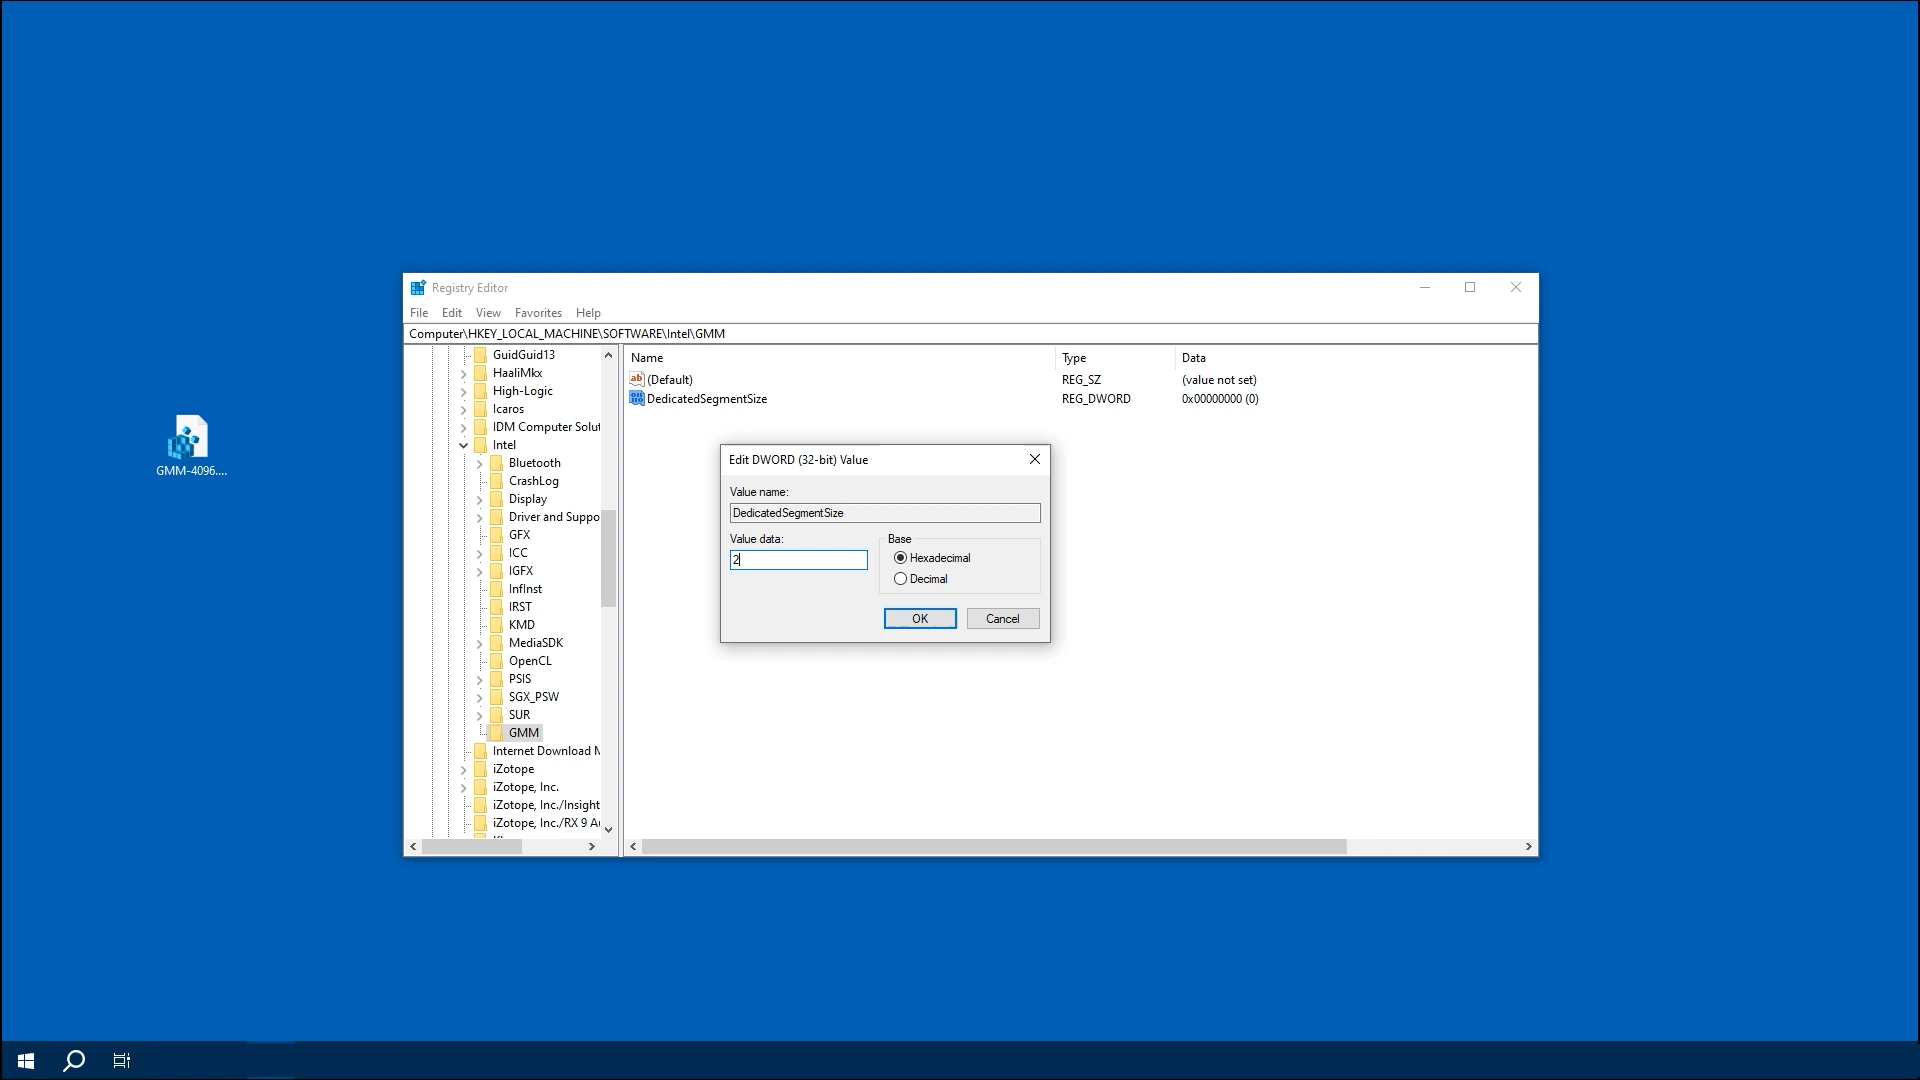 Registry Editor
File Edit View Favorites Help
Computer\HKEY_LOCAL_MACHINE\SOFTWARE\Intel\GMM
GuidGuid13
HaaliMkx
High-Logic
Icaros
IDM Computer Solut
Intel
Bluetooth
CrashLog
Display
Driver and Suppo
GFX
ICC
IGFX
InfInst
IRST
KMD
MediaSDK
OpenCL
PSIS
SGX_PSW
SUR
GMM
Internet Download M
iZotope
iZotope, Inc.
iZotope, Inc./Insight
iZotope, Inc./RX 9 Au
Name Type Data
(Default) REG_SZ (value not set)
DedicatedSegmentSize REG_DWORD 0x00000000 (0)
Edit DWORD (32-bit) Value
Value name:
DedicatedSegmentSize
Value data:
2
Base
Hexadecimal
Decimal
OK Cancel
GMM-4096....